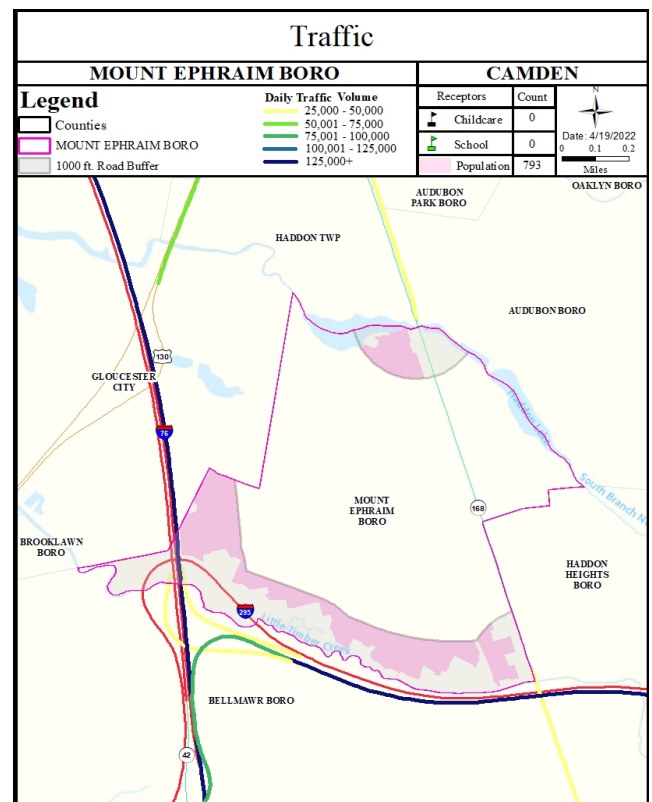 Traffic
MOUNT EPHRAIM BORO
CAMDEN
Legend
Counties
MOUNT EPHRAIM BORO
1000 ft. Road Buffer
Daily Traffic Volume
25,000 - 50,000
50,001 - 75,000
75,001 - 100,000
100,001 - 125,000
125,000+
Receptors Count
Childcare 0
School 0
Population 793
N
Date: 4/19/2022
0 0.1 0.2
Miles
OAKLYN BORO
AUDUBON
PARK BORO
HADDON TWP
AUDUBON BORO
130
GLOUCESTER
CITY
76
MOUNT
EPHRAIM
BORO
168
South Branch
BROOKLAWN
BORO
HADDON
HEIGHTS
BORO
295
Little Timber Creek
BELLMAWR BORO
42